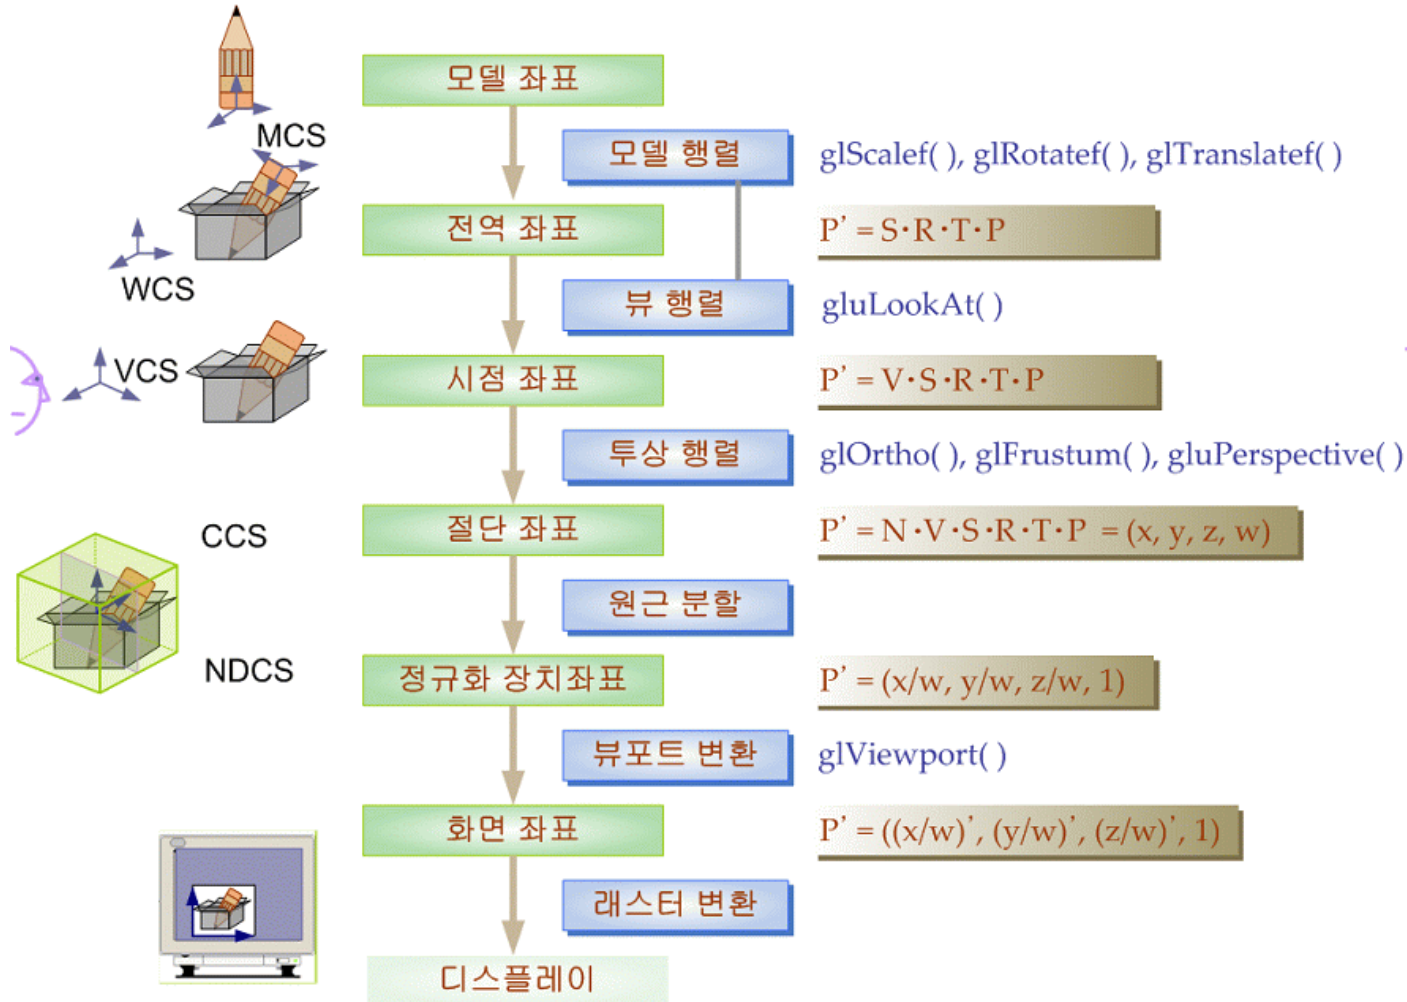 모델 좌표
MCS
모델 행렬
glScalef( ), glRotatef( ), glTranslatef( )
전역 좌표
P’ = S·R·T·P
WCS
뷰 행렬
gluLookAt( )
VCS
시점 좌표
P’ = V·S·R·T·P
투상 행렬
glOrtho( ), glFrustum( ), gluPerspective( )
CCS
절단 좌표
P’ = N·V·S·R·T·P = (x, y, z, w)
원근 분할
NDCS
정규화 장치좌표
P’ = (x/w, y/w, z/w, 1)
뷰포트 변환
glViewport( )
화면 좌표
P’ = ((x/w)’, (y/w)’, (z/w)’, 1)
래스터 변환
디스플레이